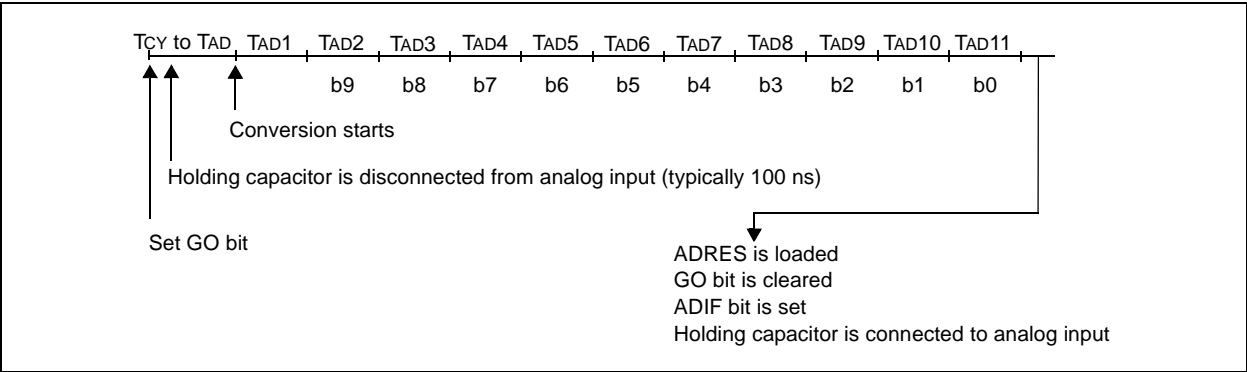 TCY to TAD TAD1 TAD2 TAD3 TAD4 TAD5 TAD6 TAD7 TAD8 TAD9 TAD10 TAD11
b9 b8 b7 b6 b5 b4 b3 b2 b1 b0
Conversion starts
Holding capacitor is disconnected from analog input (typically 100 ns)
Set GO bit
ADRES is loaded
GO bit is cleared
ADIF bit is set
Holding capacitor is connected to analog input